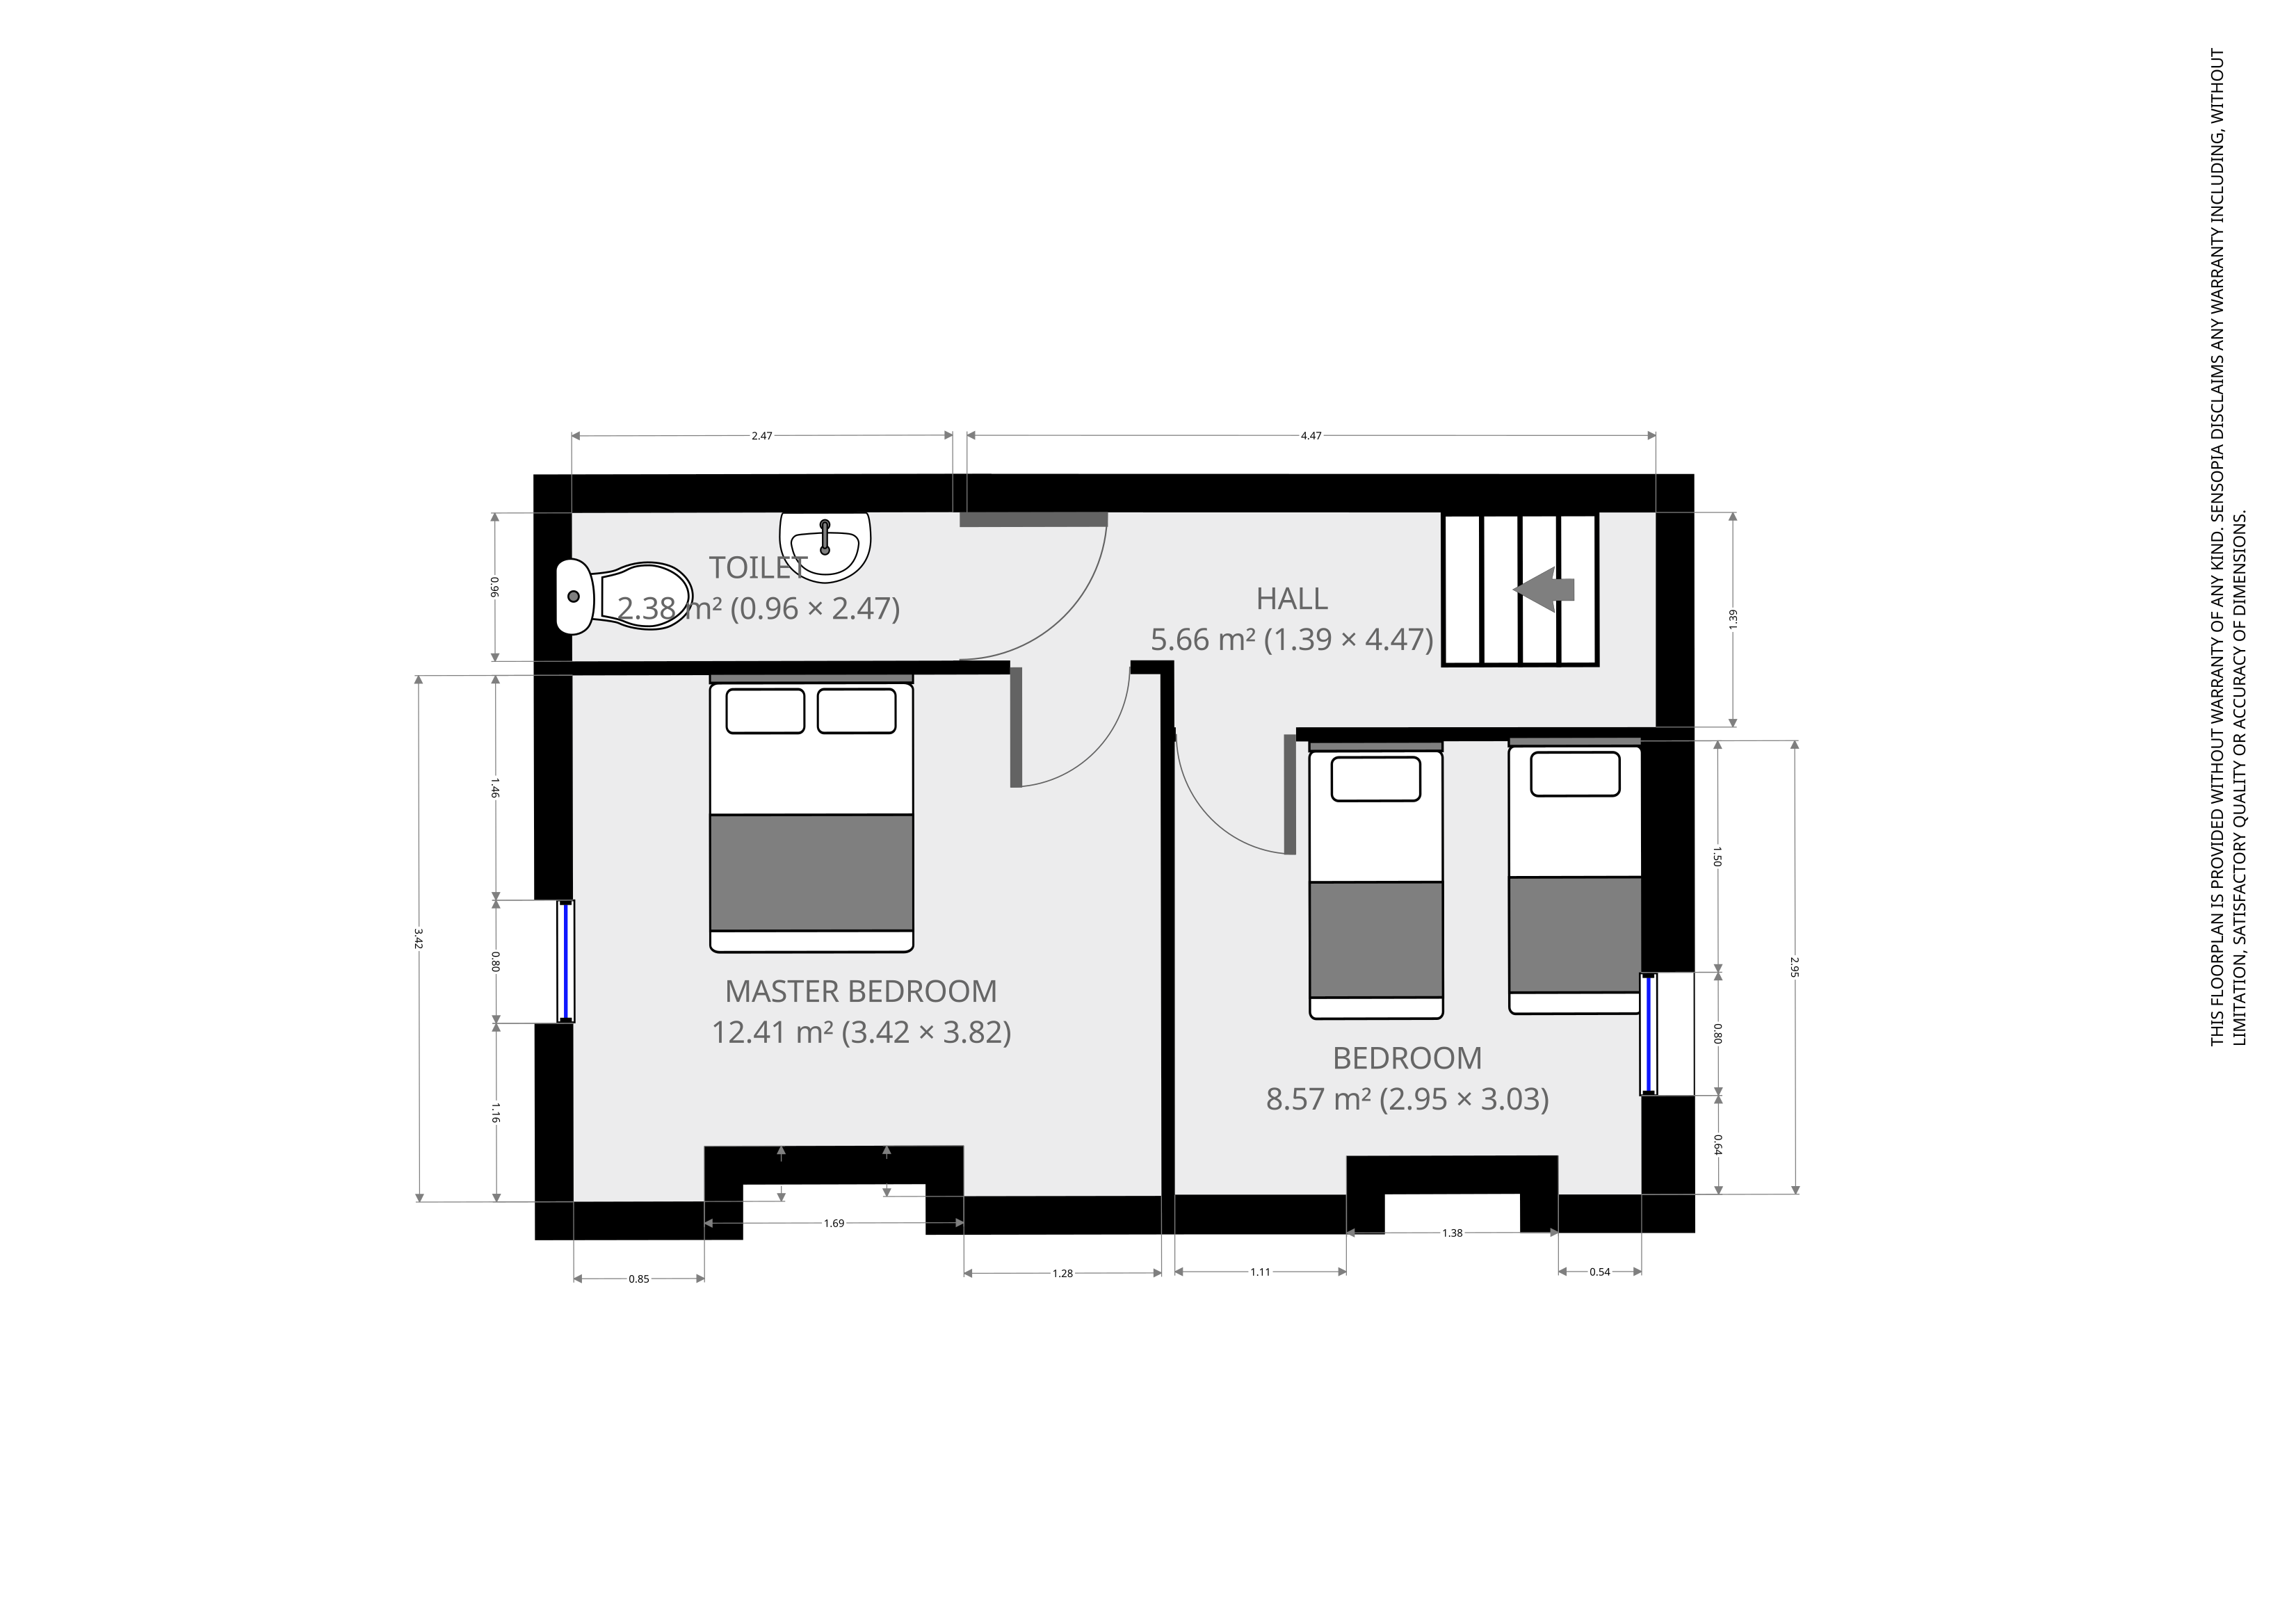 2.47
4.47
TOILET
2.38 m² (0.96 × 2.47)
HALL
5.66 m² (1.39 × 4.47)
0.96
1.39
1.46
3.42
0.80
1.16
MASTER BEDROOM
12.41 m² (3.42 × 3.82)
BEDROOM
8.57 m² (2.95 × 3.03)
1.50
2.95
0.80
0.64
1.69
1.38
0.85
1.28
1.11
0.54
THIS FLOORPLAN IS PROVIDED WITHOUT WARRANTY OF ANY KIND. SENSOPIA DISCLAIMS ANY WARRANTY INCLUDING, WITHOUT
LIMITATION, SATISFACTORY QUALITY OR ACCURACY OF DIMENSIONS.